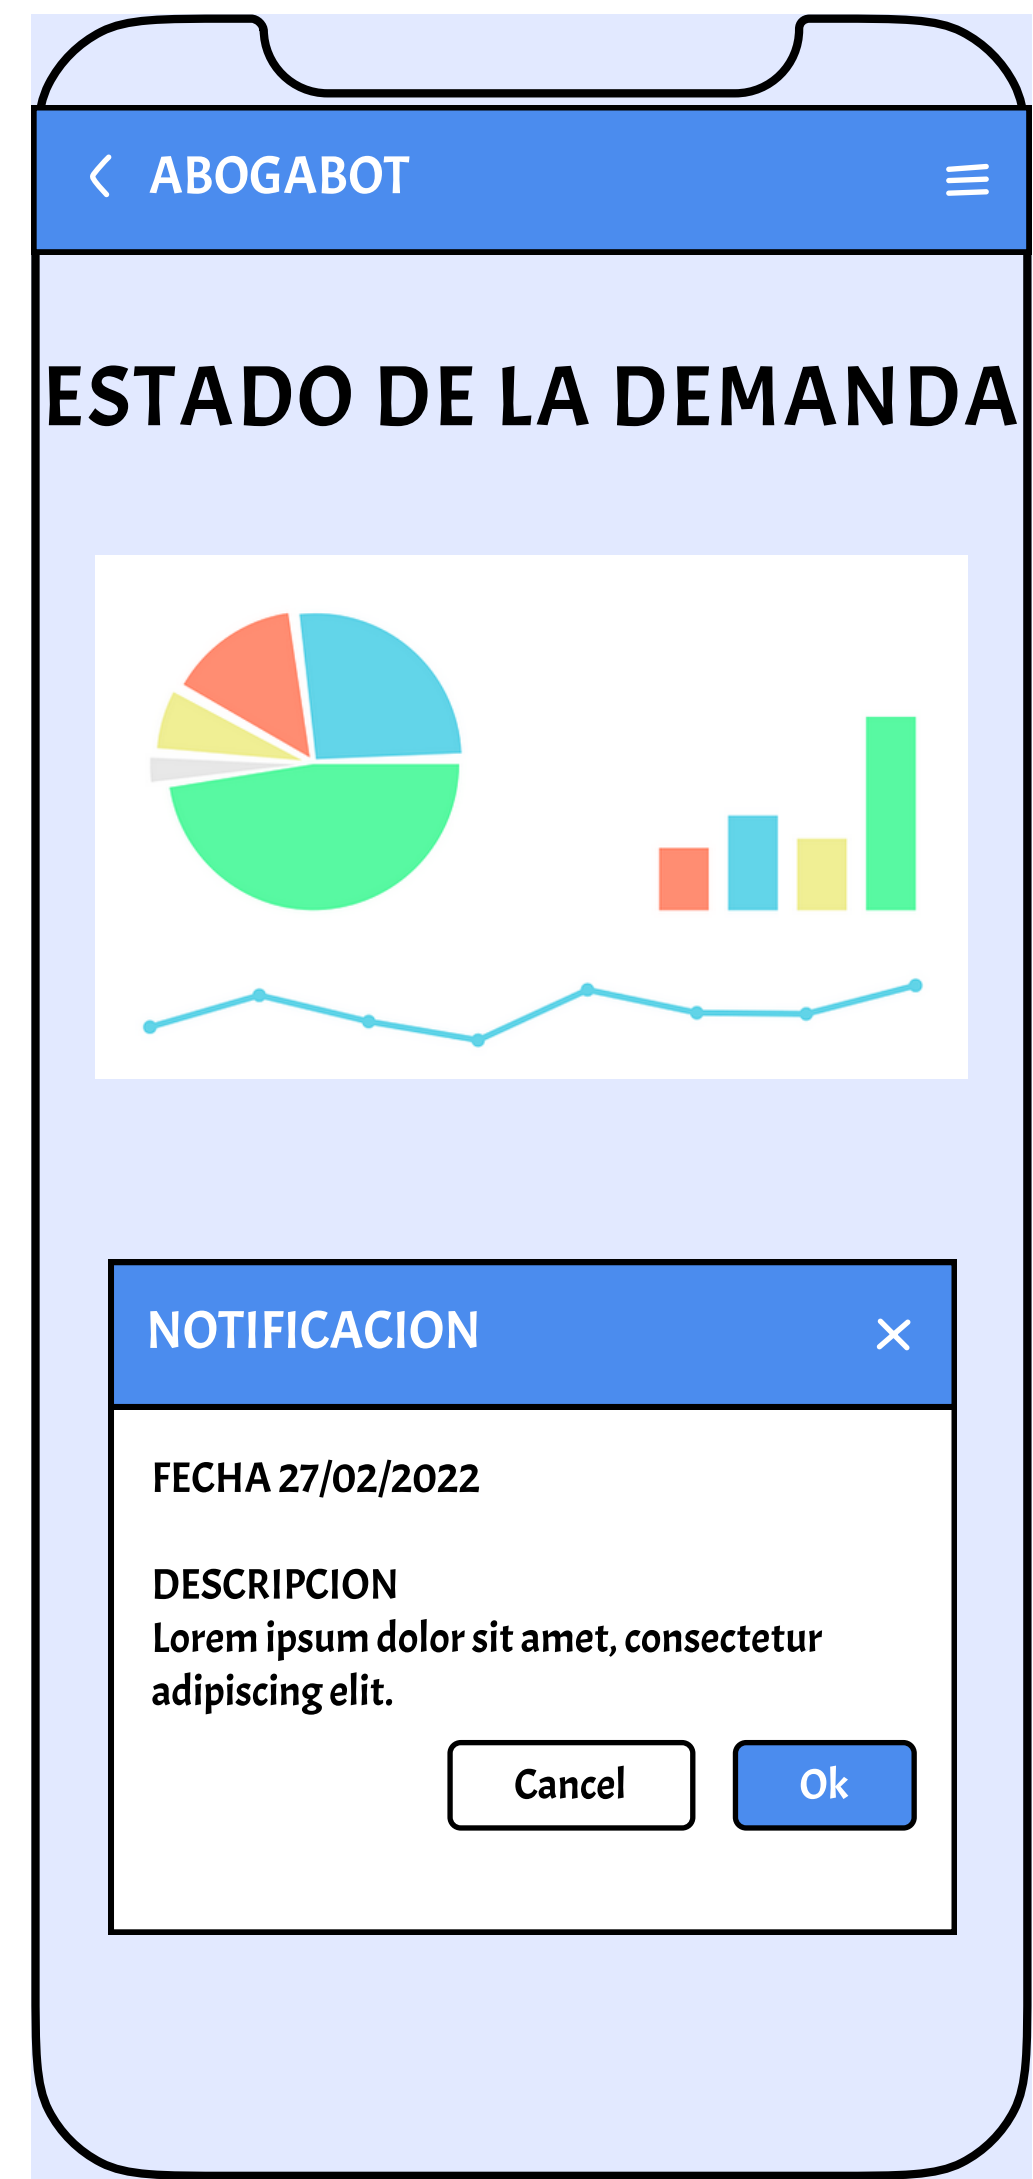 ABOGABOT
ESTADO DE LA DEMANDA
NOTIFICACION
FECHA 27/02/2022
DESCRIPCION
Lorem ipsum dolor sit amet, consectetur
adipiscing elit.
Cancel
Ok